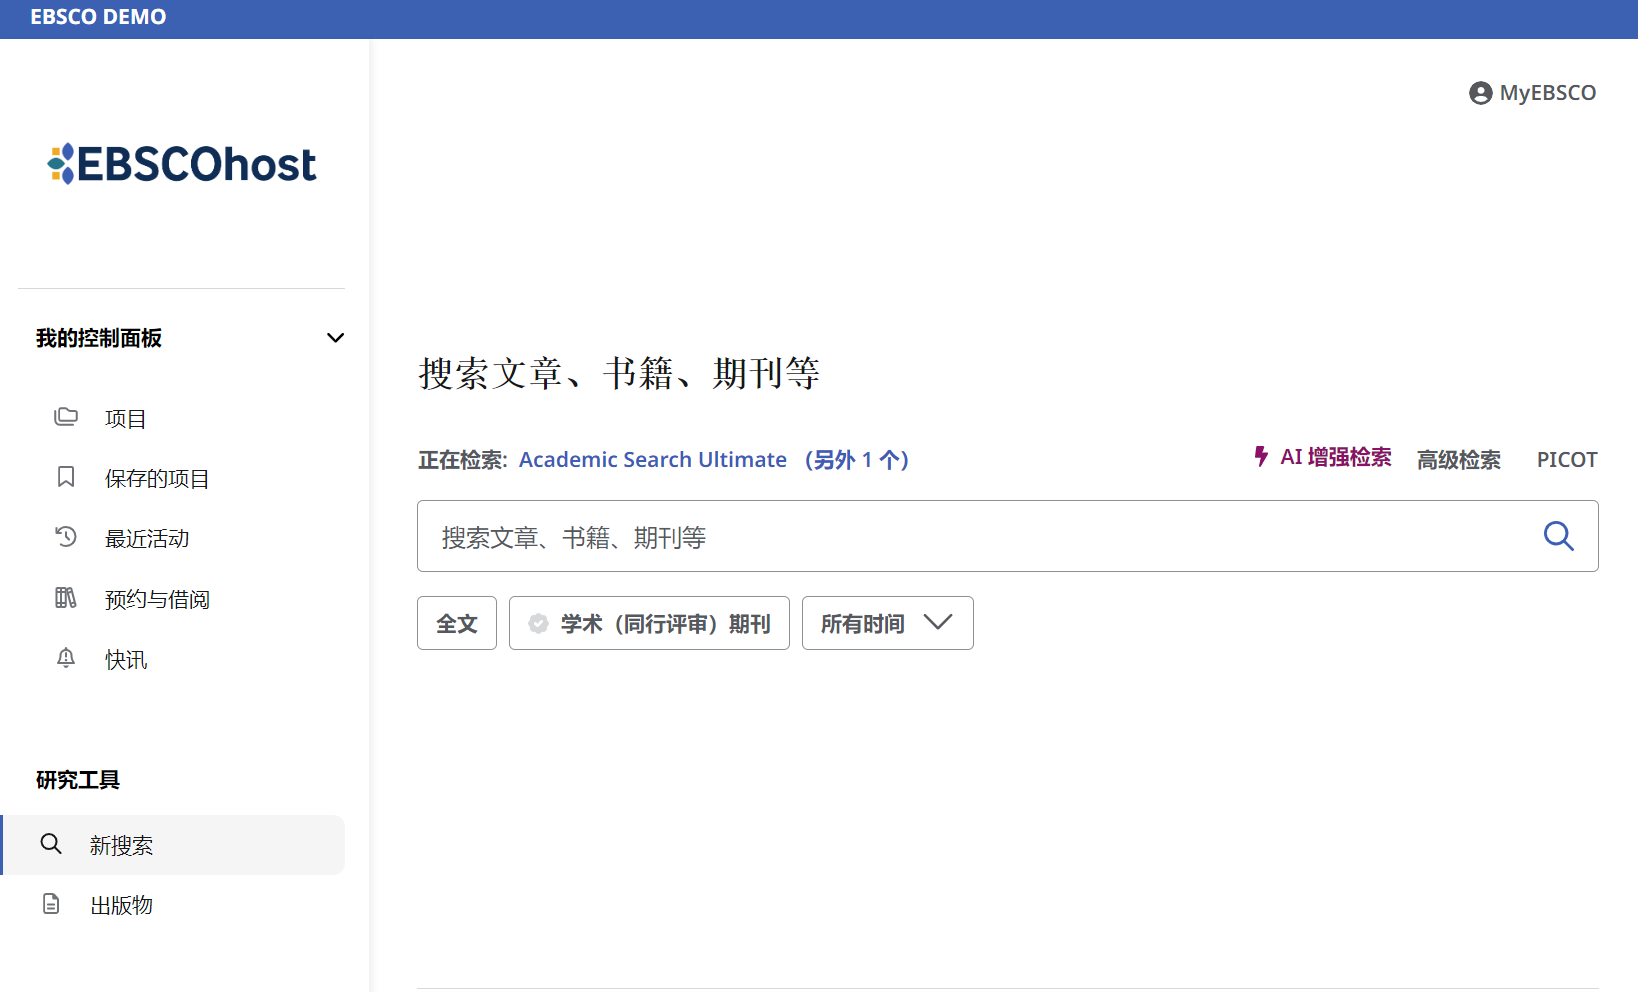 EBSCO DEMO
MyEBSCO
EBSCOhost
我的控制面板
项目
保存的项目
最近活动
预约与借阅
快讯
研究工具
新搜索
出版物
搜索文章、书籍、期刊等
正在检索: Academic Search Ultimate （另外 1 个）
AI 增强检索 高级检索 PICOT
搜索文章、书籍、期刊等
全文 学术（同行评审）期刊 所有时间